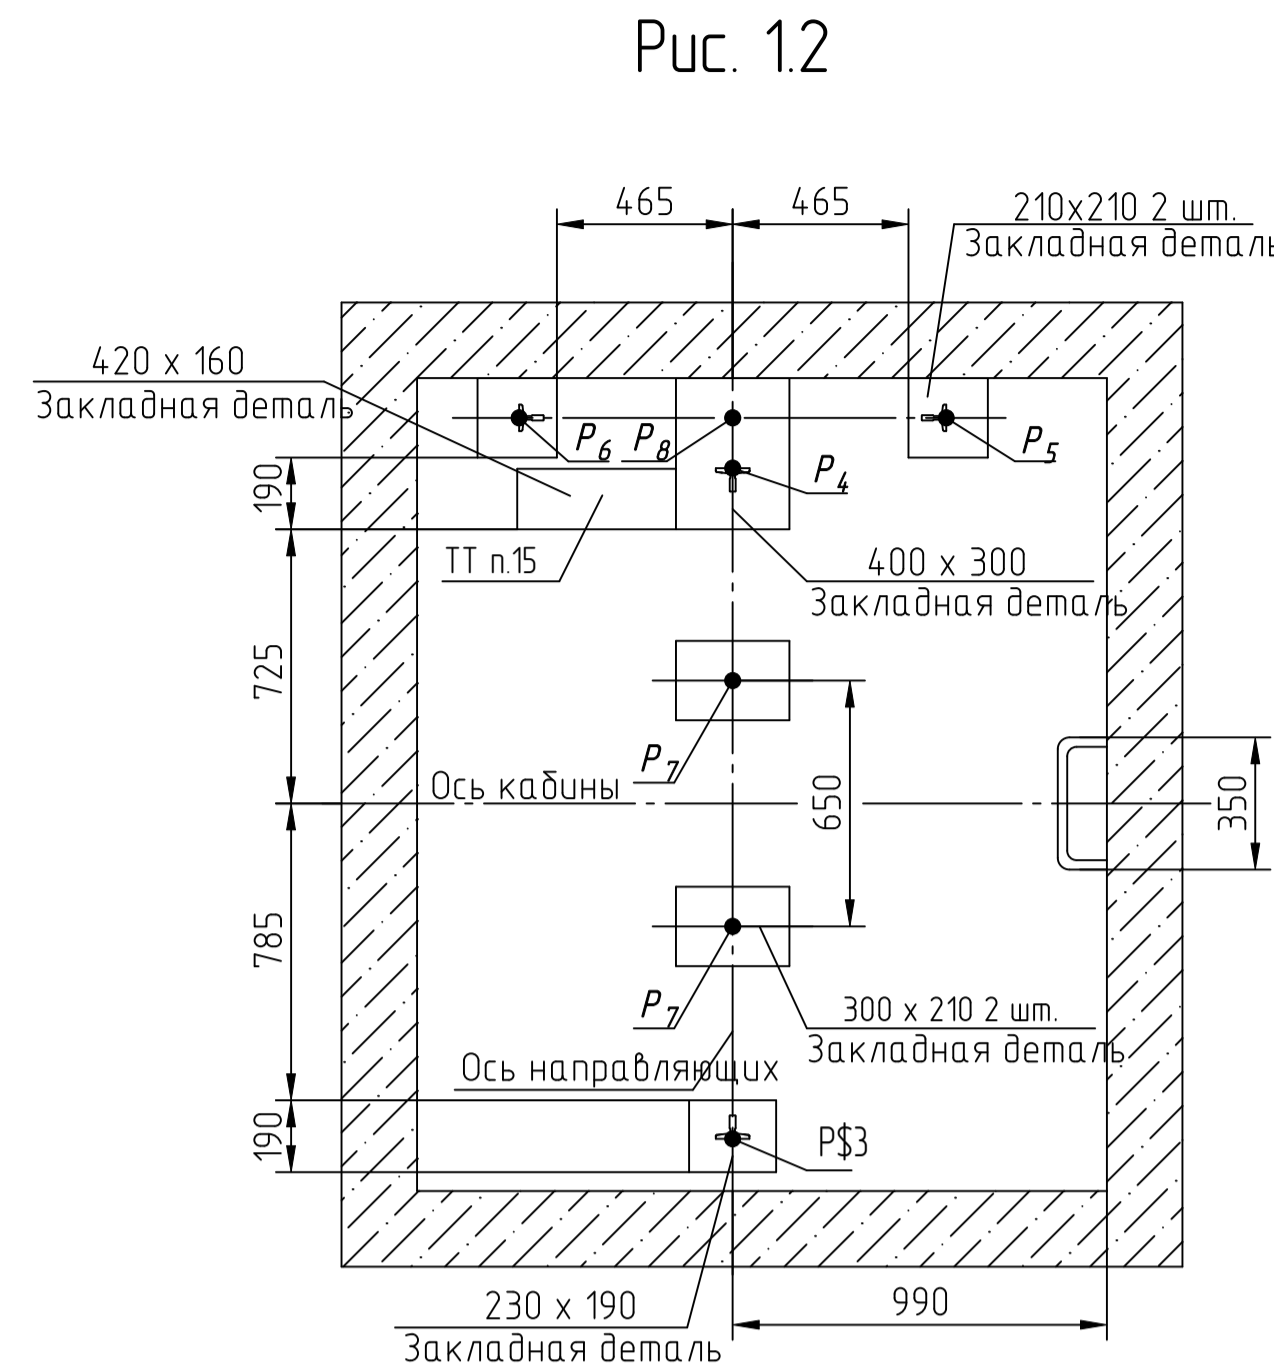 Рис. 1.2
465
465
210x210 2 шт.
Закладная деталь
420 x 160
Закладная деталь
P6
P8
P5
P4
190
ТТ п.15
400 x 300
Закладная деталь
725
P7
Ось кабины
650
350
785
P7
300 x 210 2 шт.
Закладная деталь
Ось направляющих
190
P$3
230 x 190
Закладная деталь
990